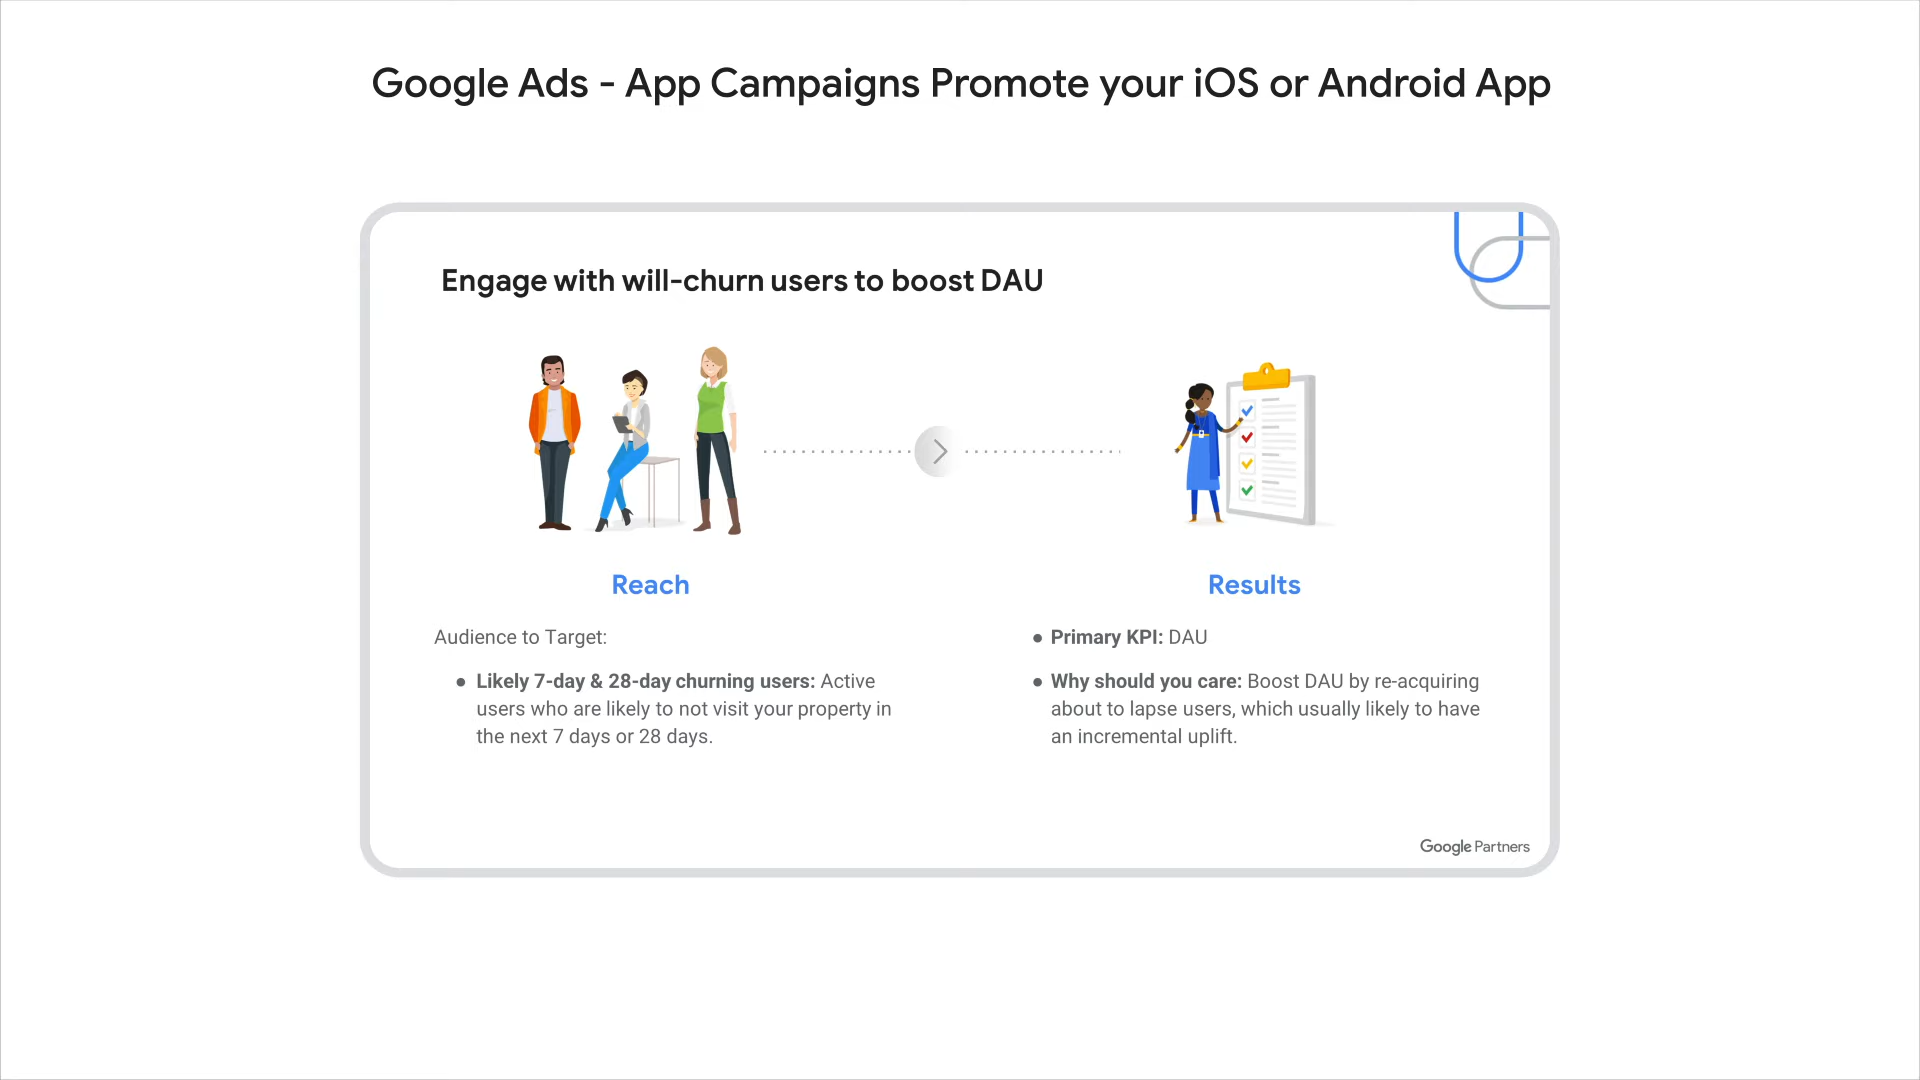 Google Ads - App Campaigns Promote your iOS or Android App
Engage with will-churn users to boost DAU
Reach
Audience to Target:
● Likely 7-day & 28-day churning users: Active
users who are likely to not visit your property in
the next 7 days or 28 days.
Results
● Primary KPI: DAU
● Why should you care: Boost DAU by re-acquiring
about to lapse users, which usually likely to have
an incremental uplift.
Google Partners